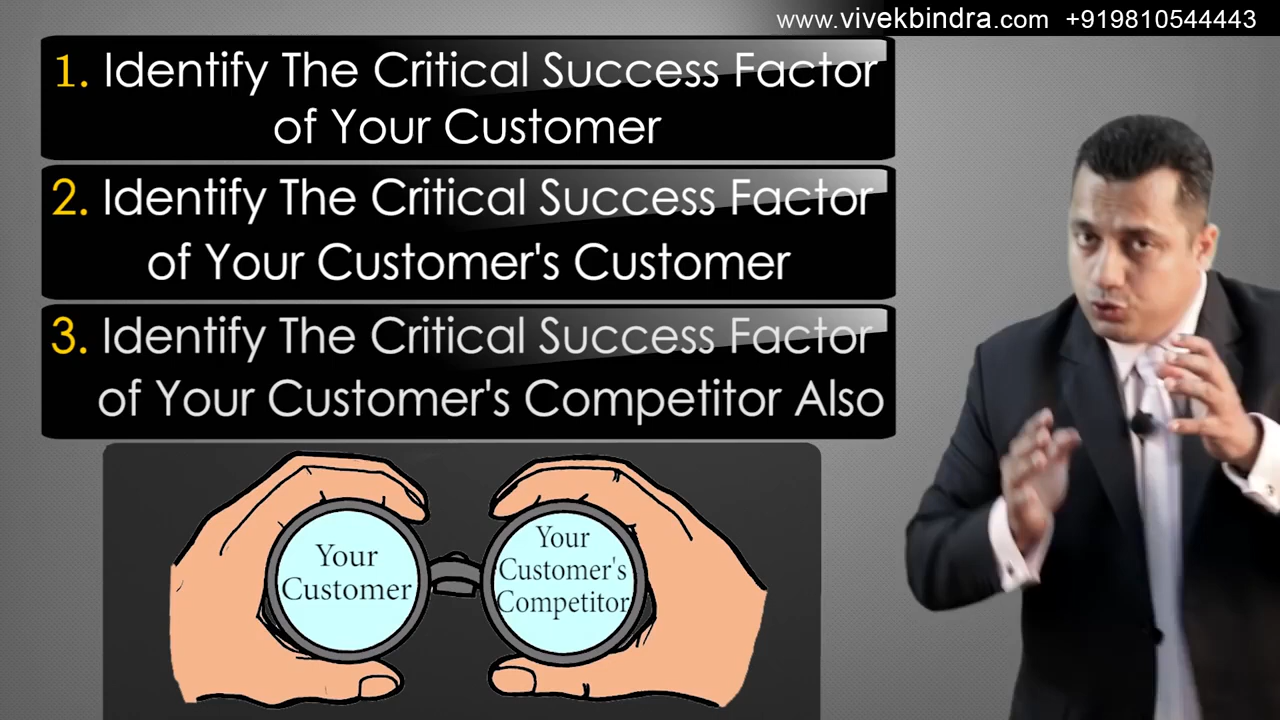 www.vivekbindra.com +919810544443
1. Identify The Critical Success Factor
of Your Customer
2. Identify The Critical Success Factor
of Your Customer's Customer
3. Identify The Critical Success Factor
of Your Customer's Competitor Also
Your
Customer
Your
Customer's
Competitor